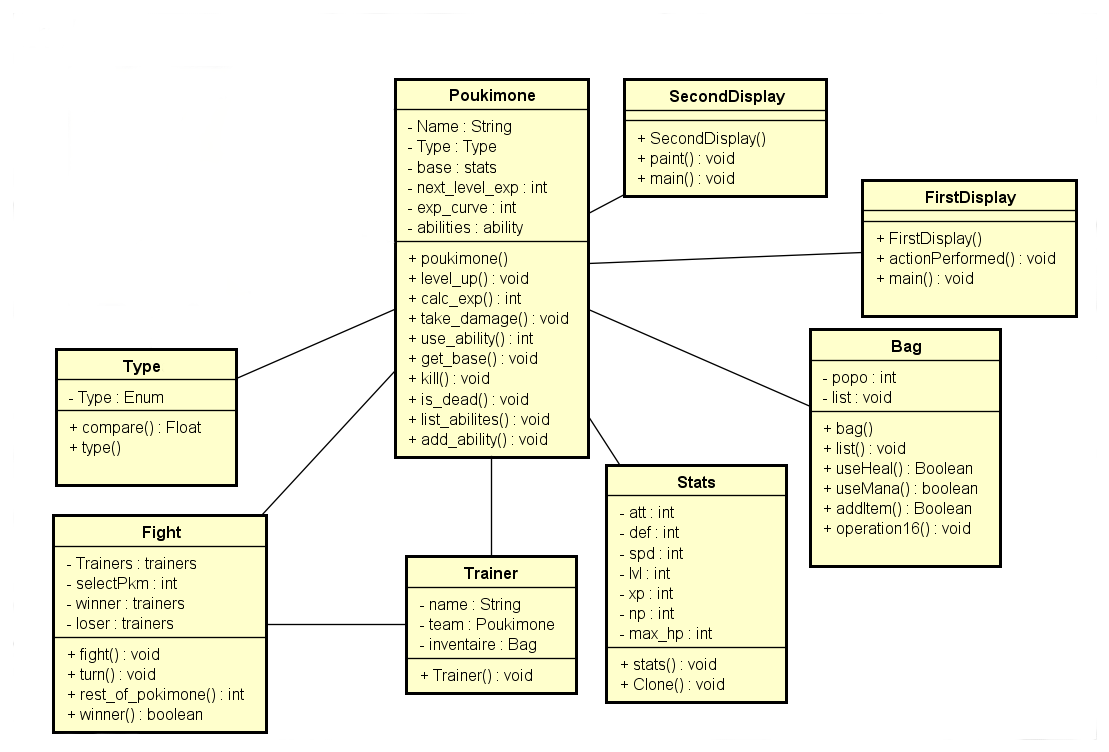 Poukimone
- Name : String
- Type : Type
- base : stats
- next_level_exp : int
- exp_curve : int
- abilities : ability
+ poukimone()
+ level_up() : void
+ calc_exp() : int
+ take_damage() : void
+ use_ability() : int
+ get_base() : void
+ kill() : void
+ is_dead() : void
+ list_abilites() : void
+ add_ability() : void
SecondDisplay
+ SecondDisplay()
+ paint() : void
+ main() : void
FirstDisplay
+ FirstDisplay()
+ actionPerformed() : void
+ main() : void
Bag
- popo : int
- list : void
+ bag()
+ list() : void
+ useHeal() : Boolean
+ useMana() : boolean
+ addItem() : Boolean
+ operation16() : void
Type
- Type : Enum
+ compare() : Float
+ type()
Fight
- Trainers : trainers
- selectPkm : int
- winner : trainers
- loser : trainers
+ fight() : void
+ turn() : void
+ rest_of_pokimone() : int
+ winner() : boolean
Trainer
- name : String
- team : Poukimone
- inventaire : Bag
+ Trainer() : void
Stats
- att : int
- def : int
- spd : int
- lvl : int
- xp : int
- np : int
- max_hp : int
+ stats() : void
+ Clone() : void